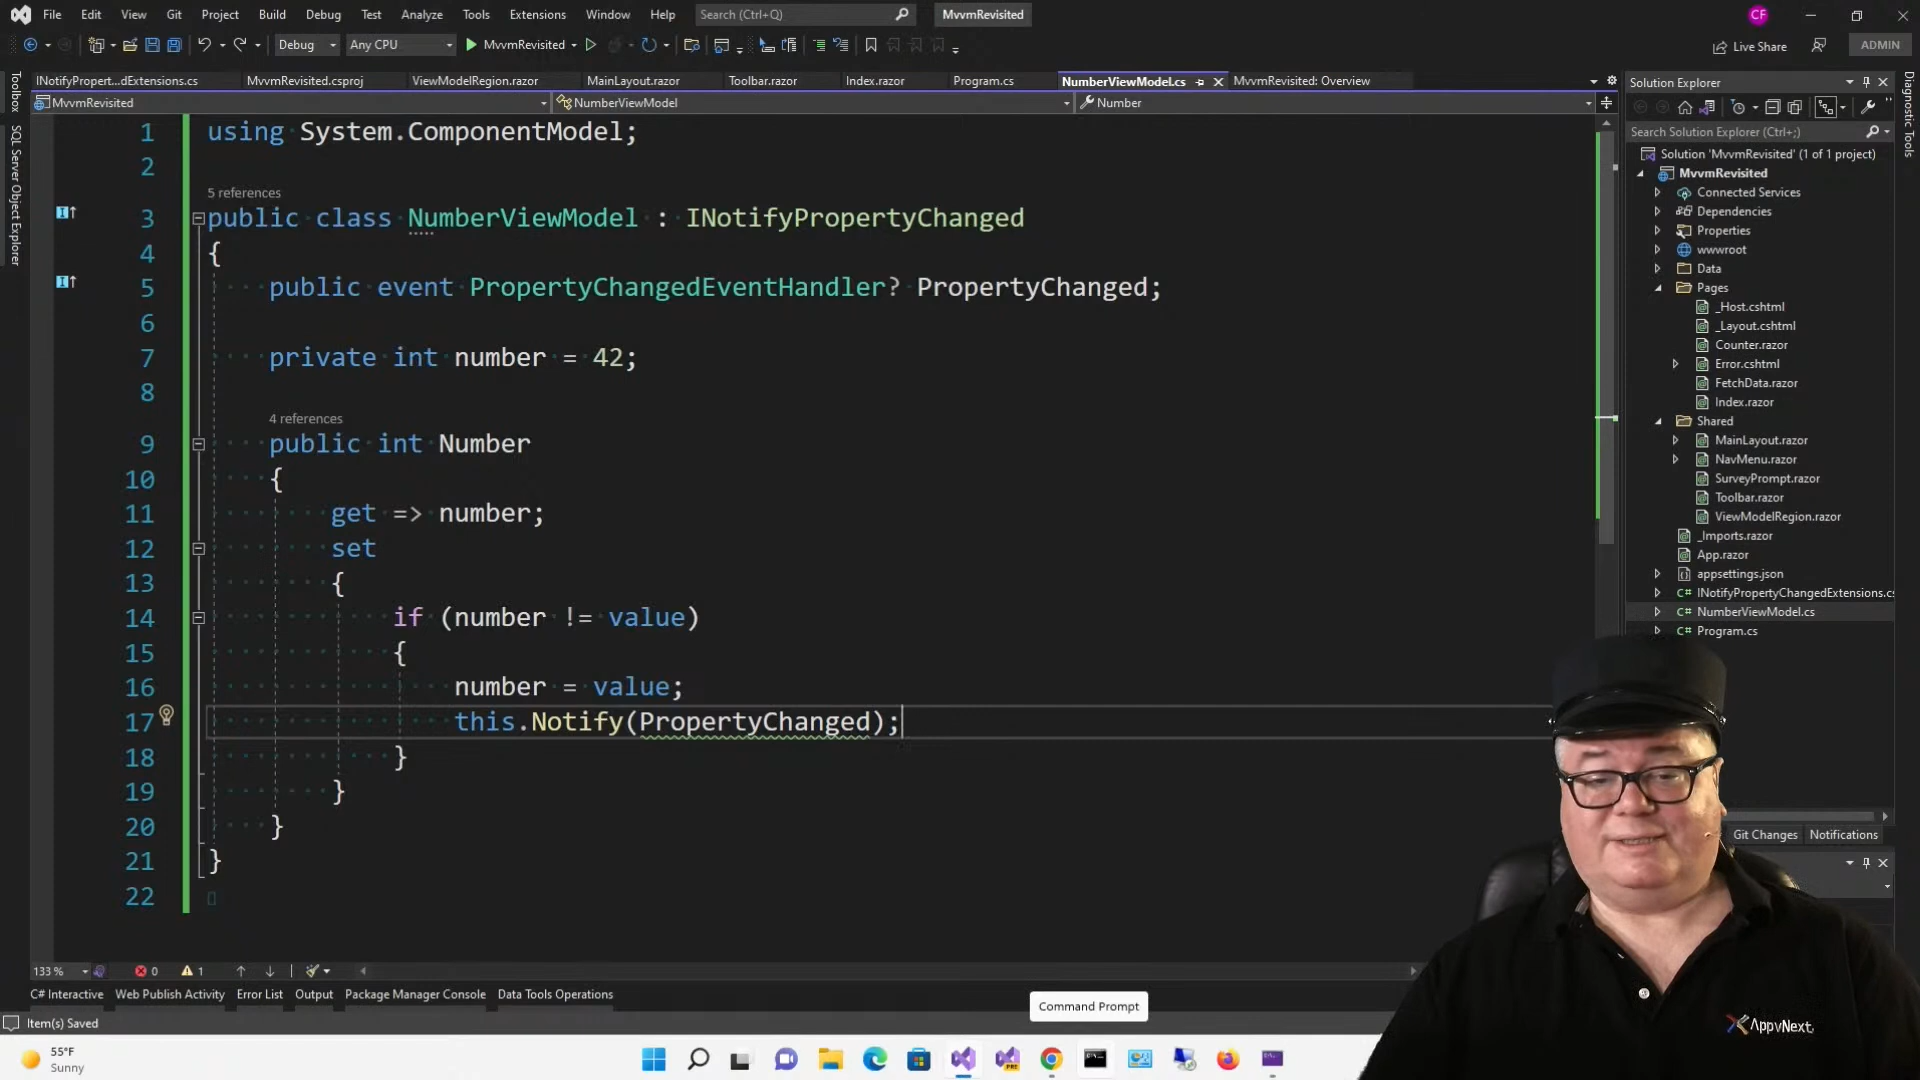 File Edit View Git Project Build Debug Test Analyze Tools Extensions Window Help Search (Ctrl+Q) MvvmRevisited CF
Debug Any CPU MvvmRevisited Live Share ADMIN
INotifyPropert...dExtensions.cs MvvmRevisited.csproj ViewModelRegion.razor MainLayout.razor Toolbar.razor Index.razor Program.cs NumberViewModel.cs MvvmRevisited: Overview
MvvmRevisited NumberViewModel Number
Toolbox
SQL Server Object Explorer
1 using System.ComponentModel;
2
5 references
3 public class NumberViewModel : INotifyPropertyChanged
4 {
5 public event PropertyChangedEventHandler? PropertyChanged;
6
7 private int number = 42;
8
4 references
9 public int Number
10 {
11 get => number;
12 set
13 {
14 if (number != value)
15 {
16 number = value;
17 this.Notify(PropertyChanged);
18 }
19 }
20 }
21 }
22
133 % 0 1
Solution Explorer
Search Solution Explorer (Ctrl+;)
Solution 'MvvmRevisited' (1 of 1 project)
MvvmRevisited
Connected Services
Dependencies
Properties
wwwroot
Data
Pages
_Host.cshtml
_Layout.cshtml
Counter.razor
Error.cshtml
FetchData.razor
Index.razor
Shared
MainLayout.razor
NavMenu.razor
SurveyPrompt.razor
Toolbar.razor
ViewModelRegion.razor
_Imports.razor
App.razor
appsettings.json
C# INotifyPropertyChangedExtensions.cs
C# NumberViewModel.cs
C# Program.cs
Git Changes Notifications
Diagnostic Tools
C# Interactive Web Publish Activity Error List Output Package Manager Console Data Tools Operations
Command Prompt
Item(s) Saved
55°F
Sunny
PRE
AppvNext